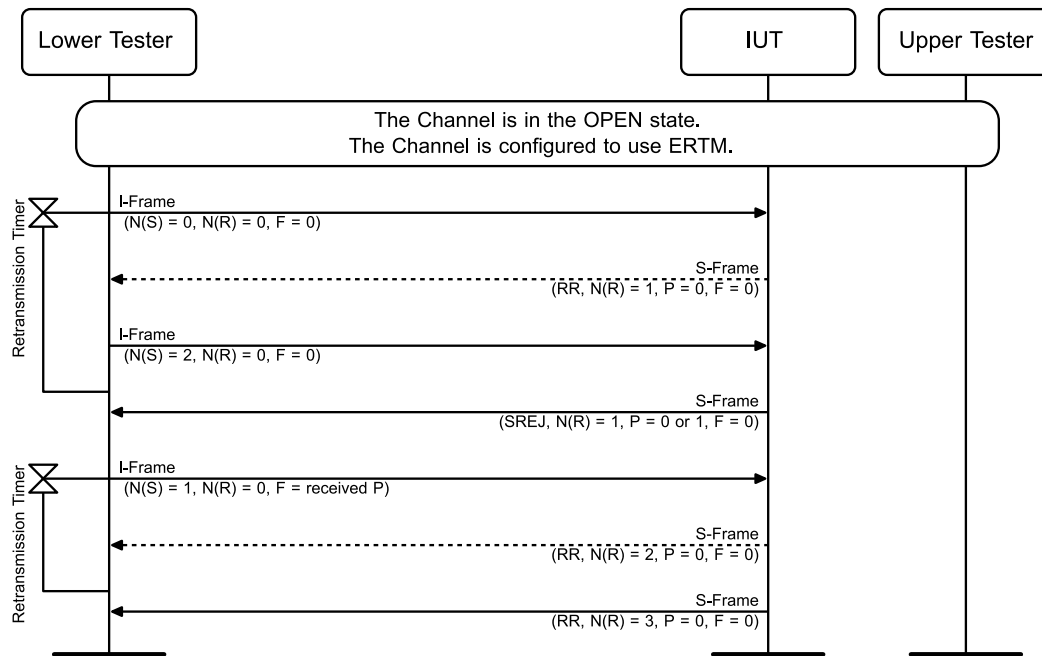 Lower Tester
IUT
Upper Tester
The Channel is in the OPEN state.
The Channel is configured to use ERTM.
Retransmission Timer
I-Frame
(N(S) = 0, N(R) = 0, F = 0)
S-Frame
(RR, N(R) = 1, P = 0, F = 0)
I-Frame
(N(S) = 2, N(R) = 0, F = 0)
S-Frame
(SREJ, N(R) = 1, P = 0 or 1, F = 0)
Retransmission Timer
I-Frame
(N(S) = 1, N(R) = 0, F = received P)
S-Frame
(RR, N(R) = 2, P = 0, F = 0)
S-Frame
(RR, N(R) = 3, P = 0, F = 0)